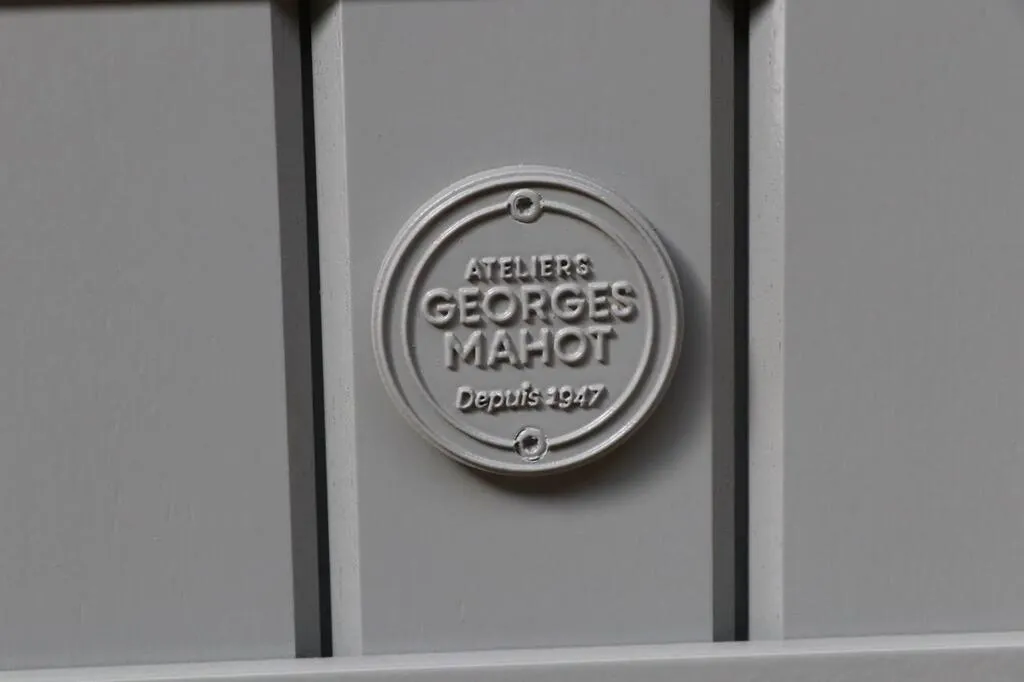 ATELIERS
GEORGES
MAHOT
Depuis 1947